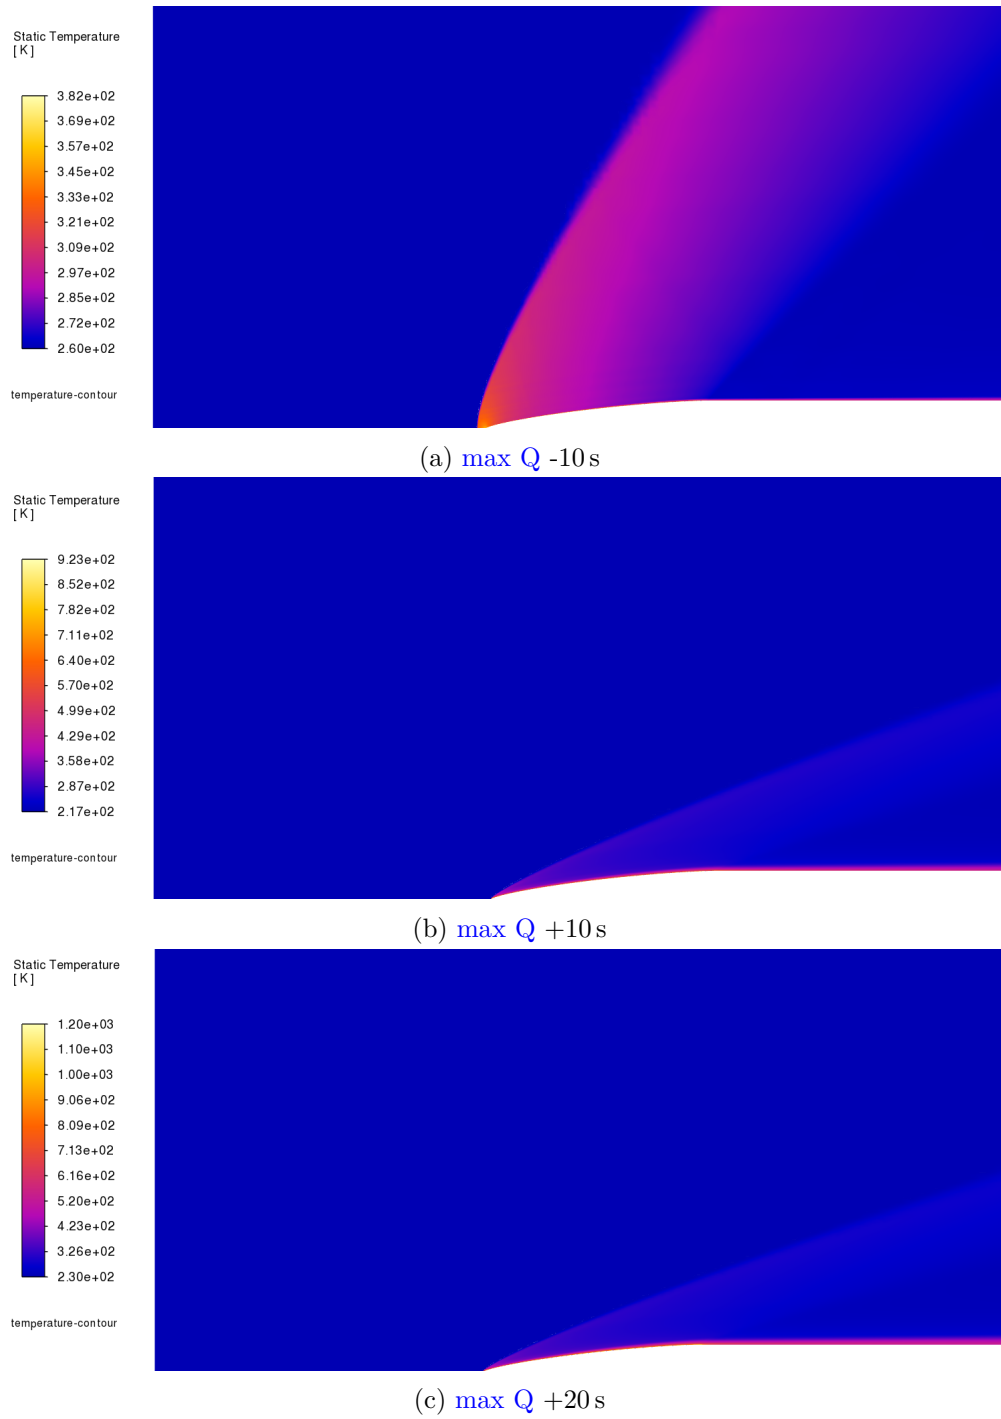 Static Temperature
[ K ]
3.82e+02
3.69e+02
3.57e+02
3.45e+02
3.33e+02
3.21e+02
3.09e+02
2.97e+02
2.85e+02
2.72e+02
2.60e+02
temperature-contour
(a) max Q -10 s
Static Temperature
[ K ]
9.23e+02
8.52e+02
7.82e+02
7.11e+02
6.40e+02
5.70e+02
4.99e+02
4.29e+02
3.58e+02
2.87e+02
2.17e+02
temperature-contour
(b) max Q +10 s
Static Temperature
[ K ]
1.20e+03
1.10e+03
1.00e+03
9.06e+02
8.09e+02
7.13e+02
6.16e+02
5.20e+02
4.23e+02
3.26e+02
2.30e+02
temperature-contour
(c) max Q +20 s